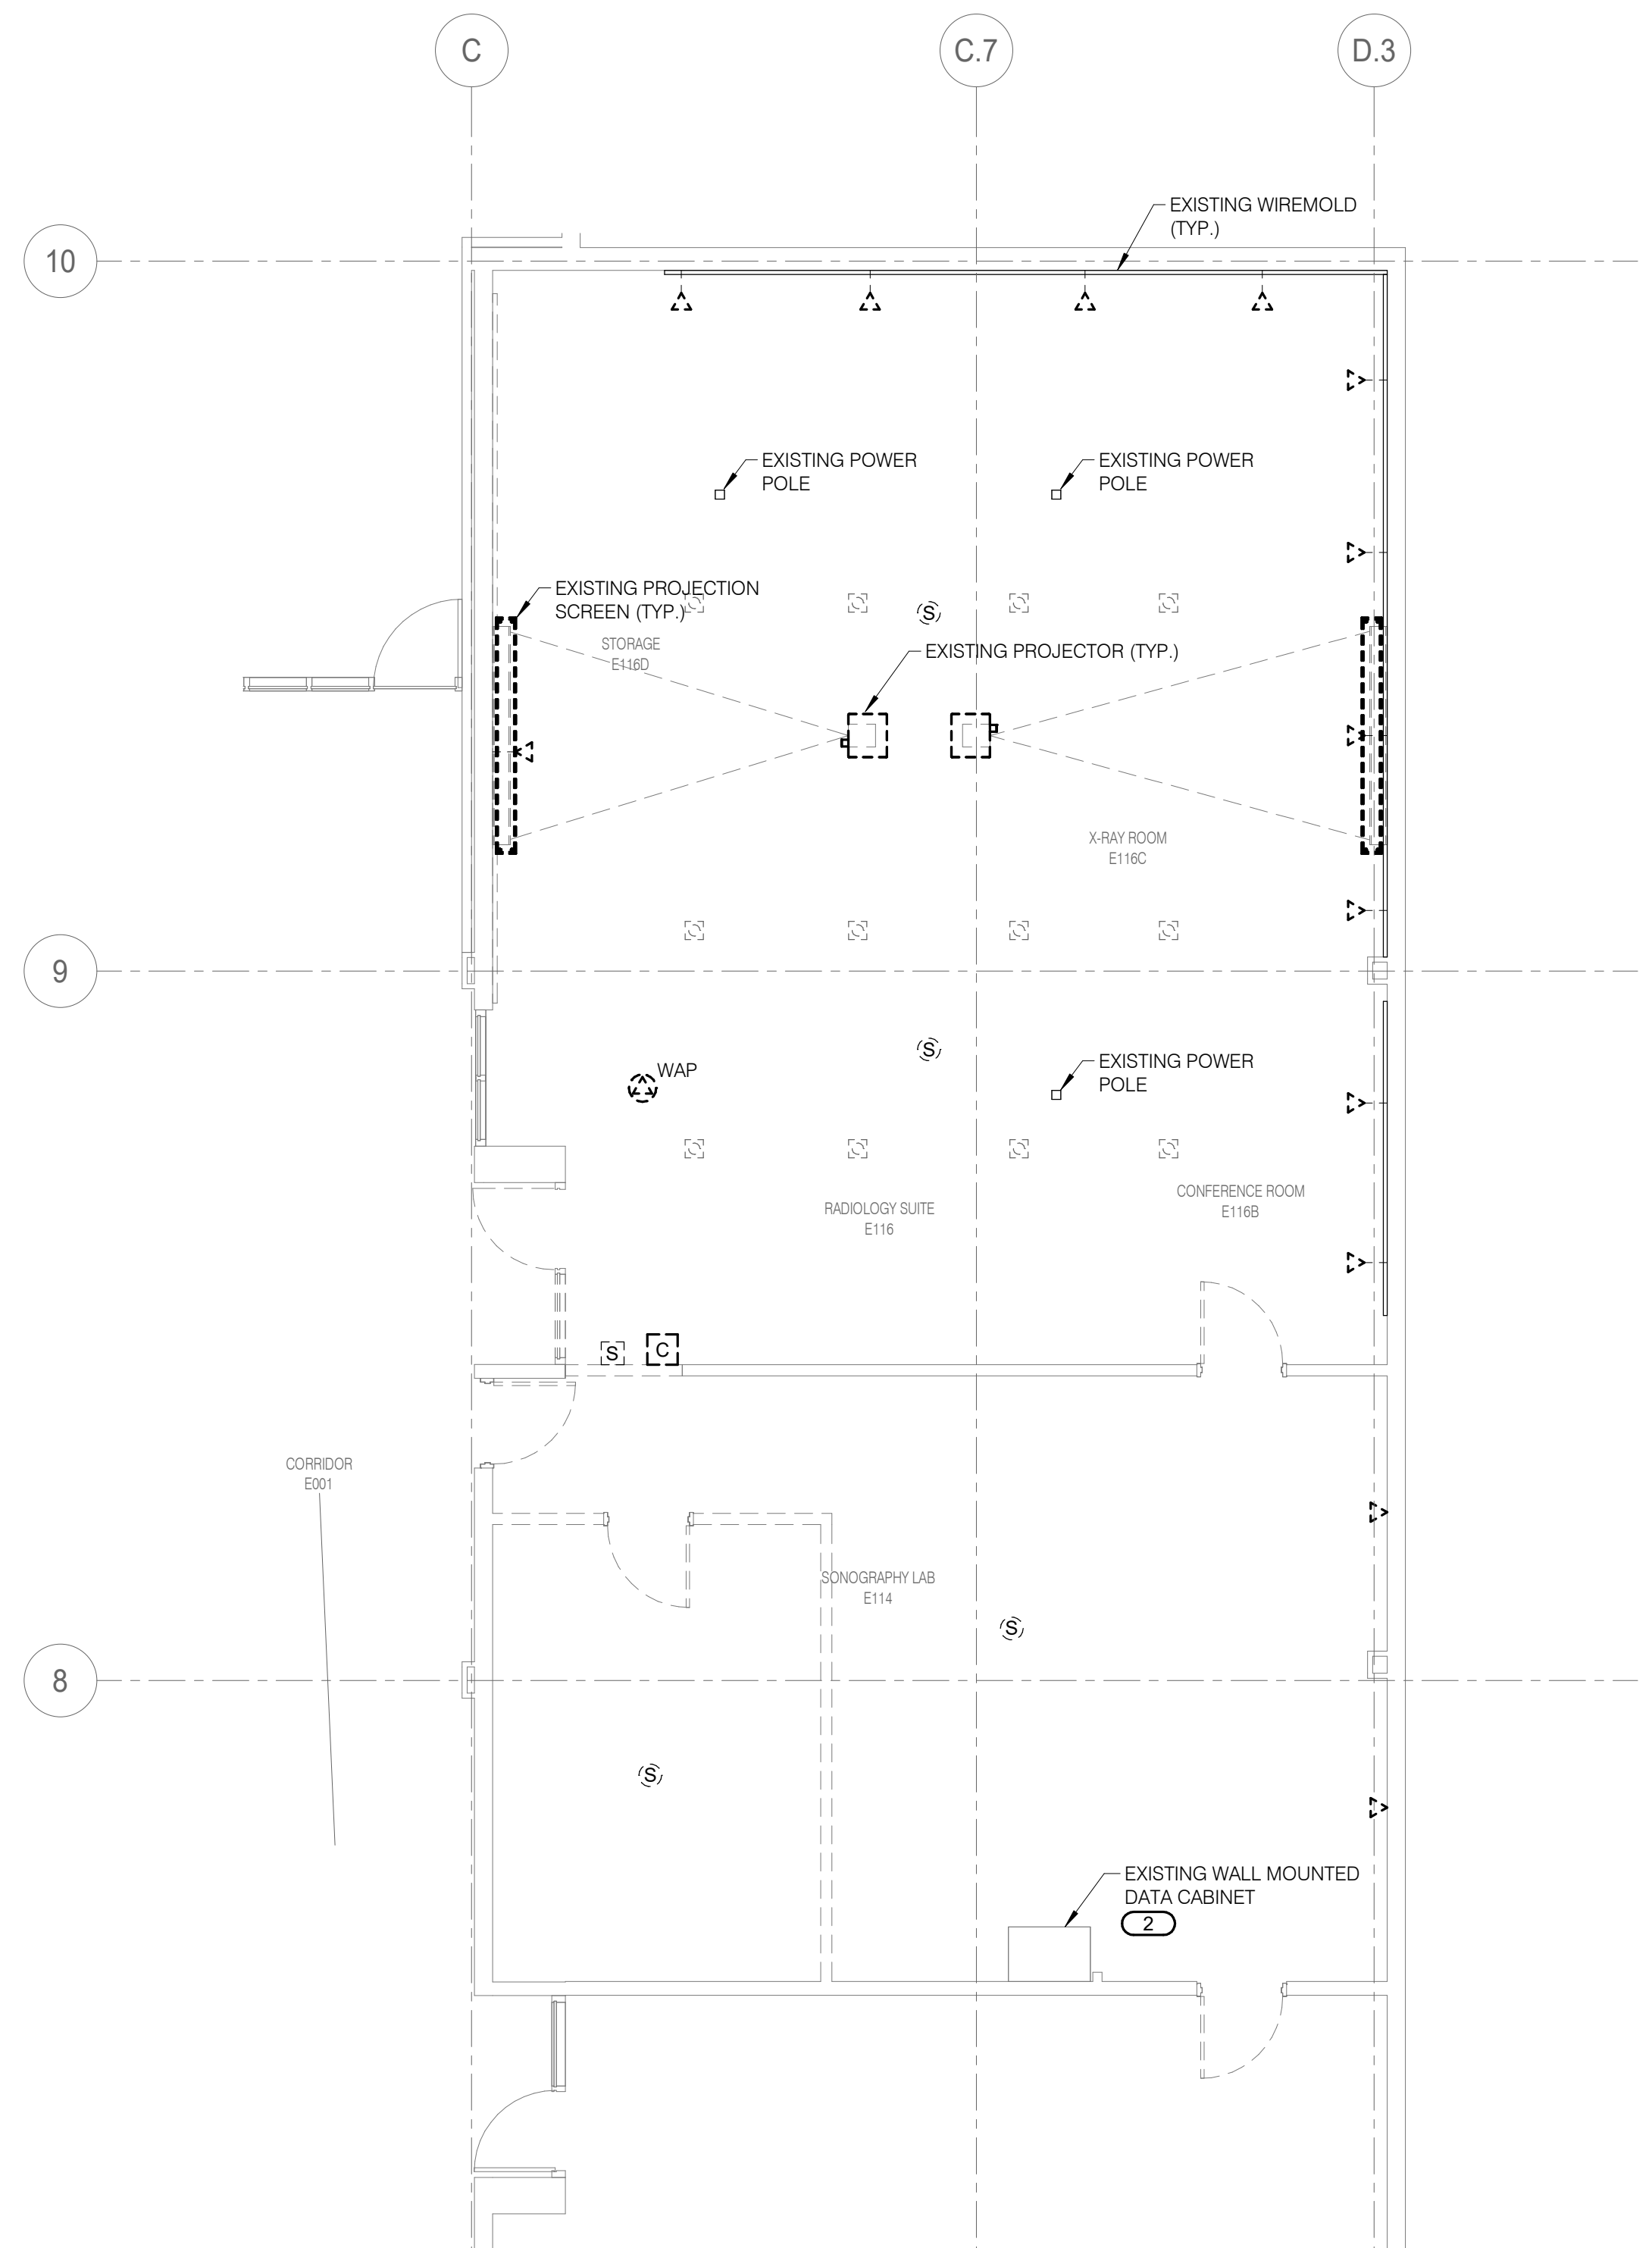 C
C.7
D.3
EXISTING WIREMOLD
(TYP.)
10
EXISTING POWER
POLE
EXISTING POWER
POLE
EXISTING PROJECTION
SCREEN (TYP.)
S
STORAGE
E116D
EXISTING PROJECTOR (TYP.)
X-RAY ROOM
E116C
9
S
WAP
EXISTING POWER
POLE
CONFERENCE ROOM
E116B
RADIOLOGY SUITE
E116
S
C
CORRIDOR
E001
SONOGRAPHY LAB
E114
S
8
S
EXISTING WALL MOUNTED
DATA CABINET
2